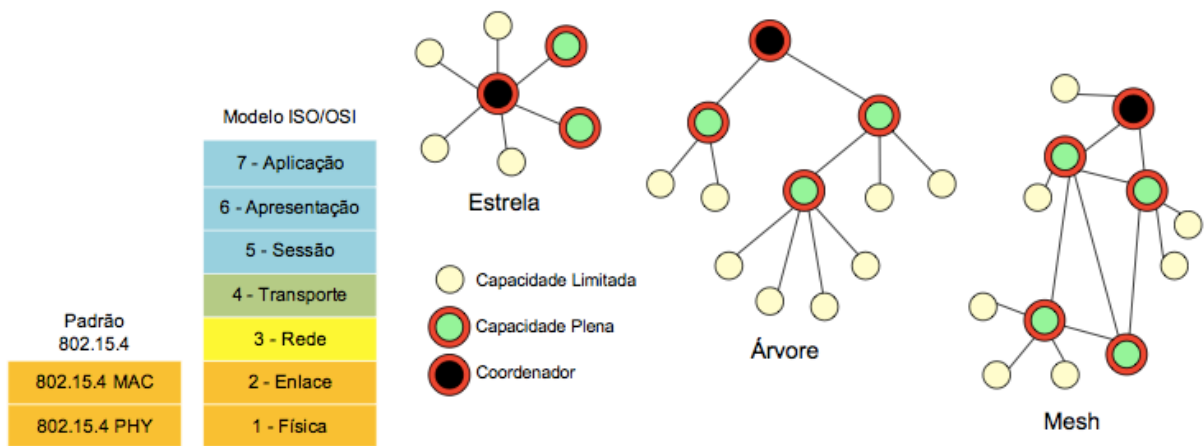 Padrão
802.15.4
802.15.4 MAC
802.15.4 PHY
Modelo ISO/OSI
7 - Aplicação
6 - Apresentação
5 - Sessão
4 - Transporte
3 - Rede
2 - Enlace
1 - Física
Estrela
Capacidade Limitada
Capacidade Plena
Coordenador
Árvore
Mesh